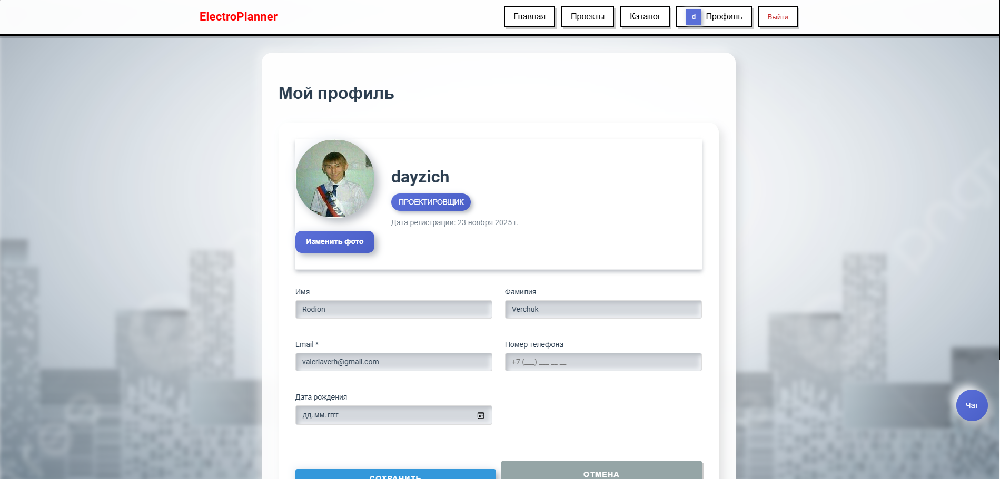 ElectroPlanner
Главная
Проекты
Каталог
d Профиль
Выйти
Мой профиль
dayzich
ПРОЕКТИРОВЩИК
Дата регистрации: 23 ноября 2025 г.
Изменить фото
Имя
Фамилия
Rodion
Verchuk
Email *
Номер телефона
valeriaverh@gmail.com
+7 (___) ___-__-__
Дата рождения
дд.мм.гггг
Чат
СОХРАНИТЬ
ОТМЕНА